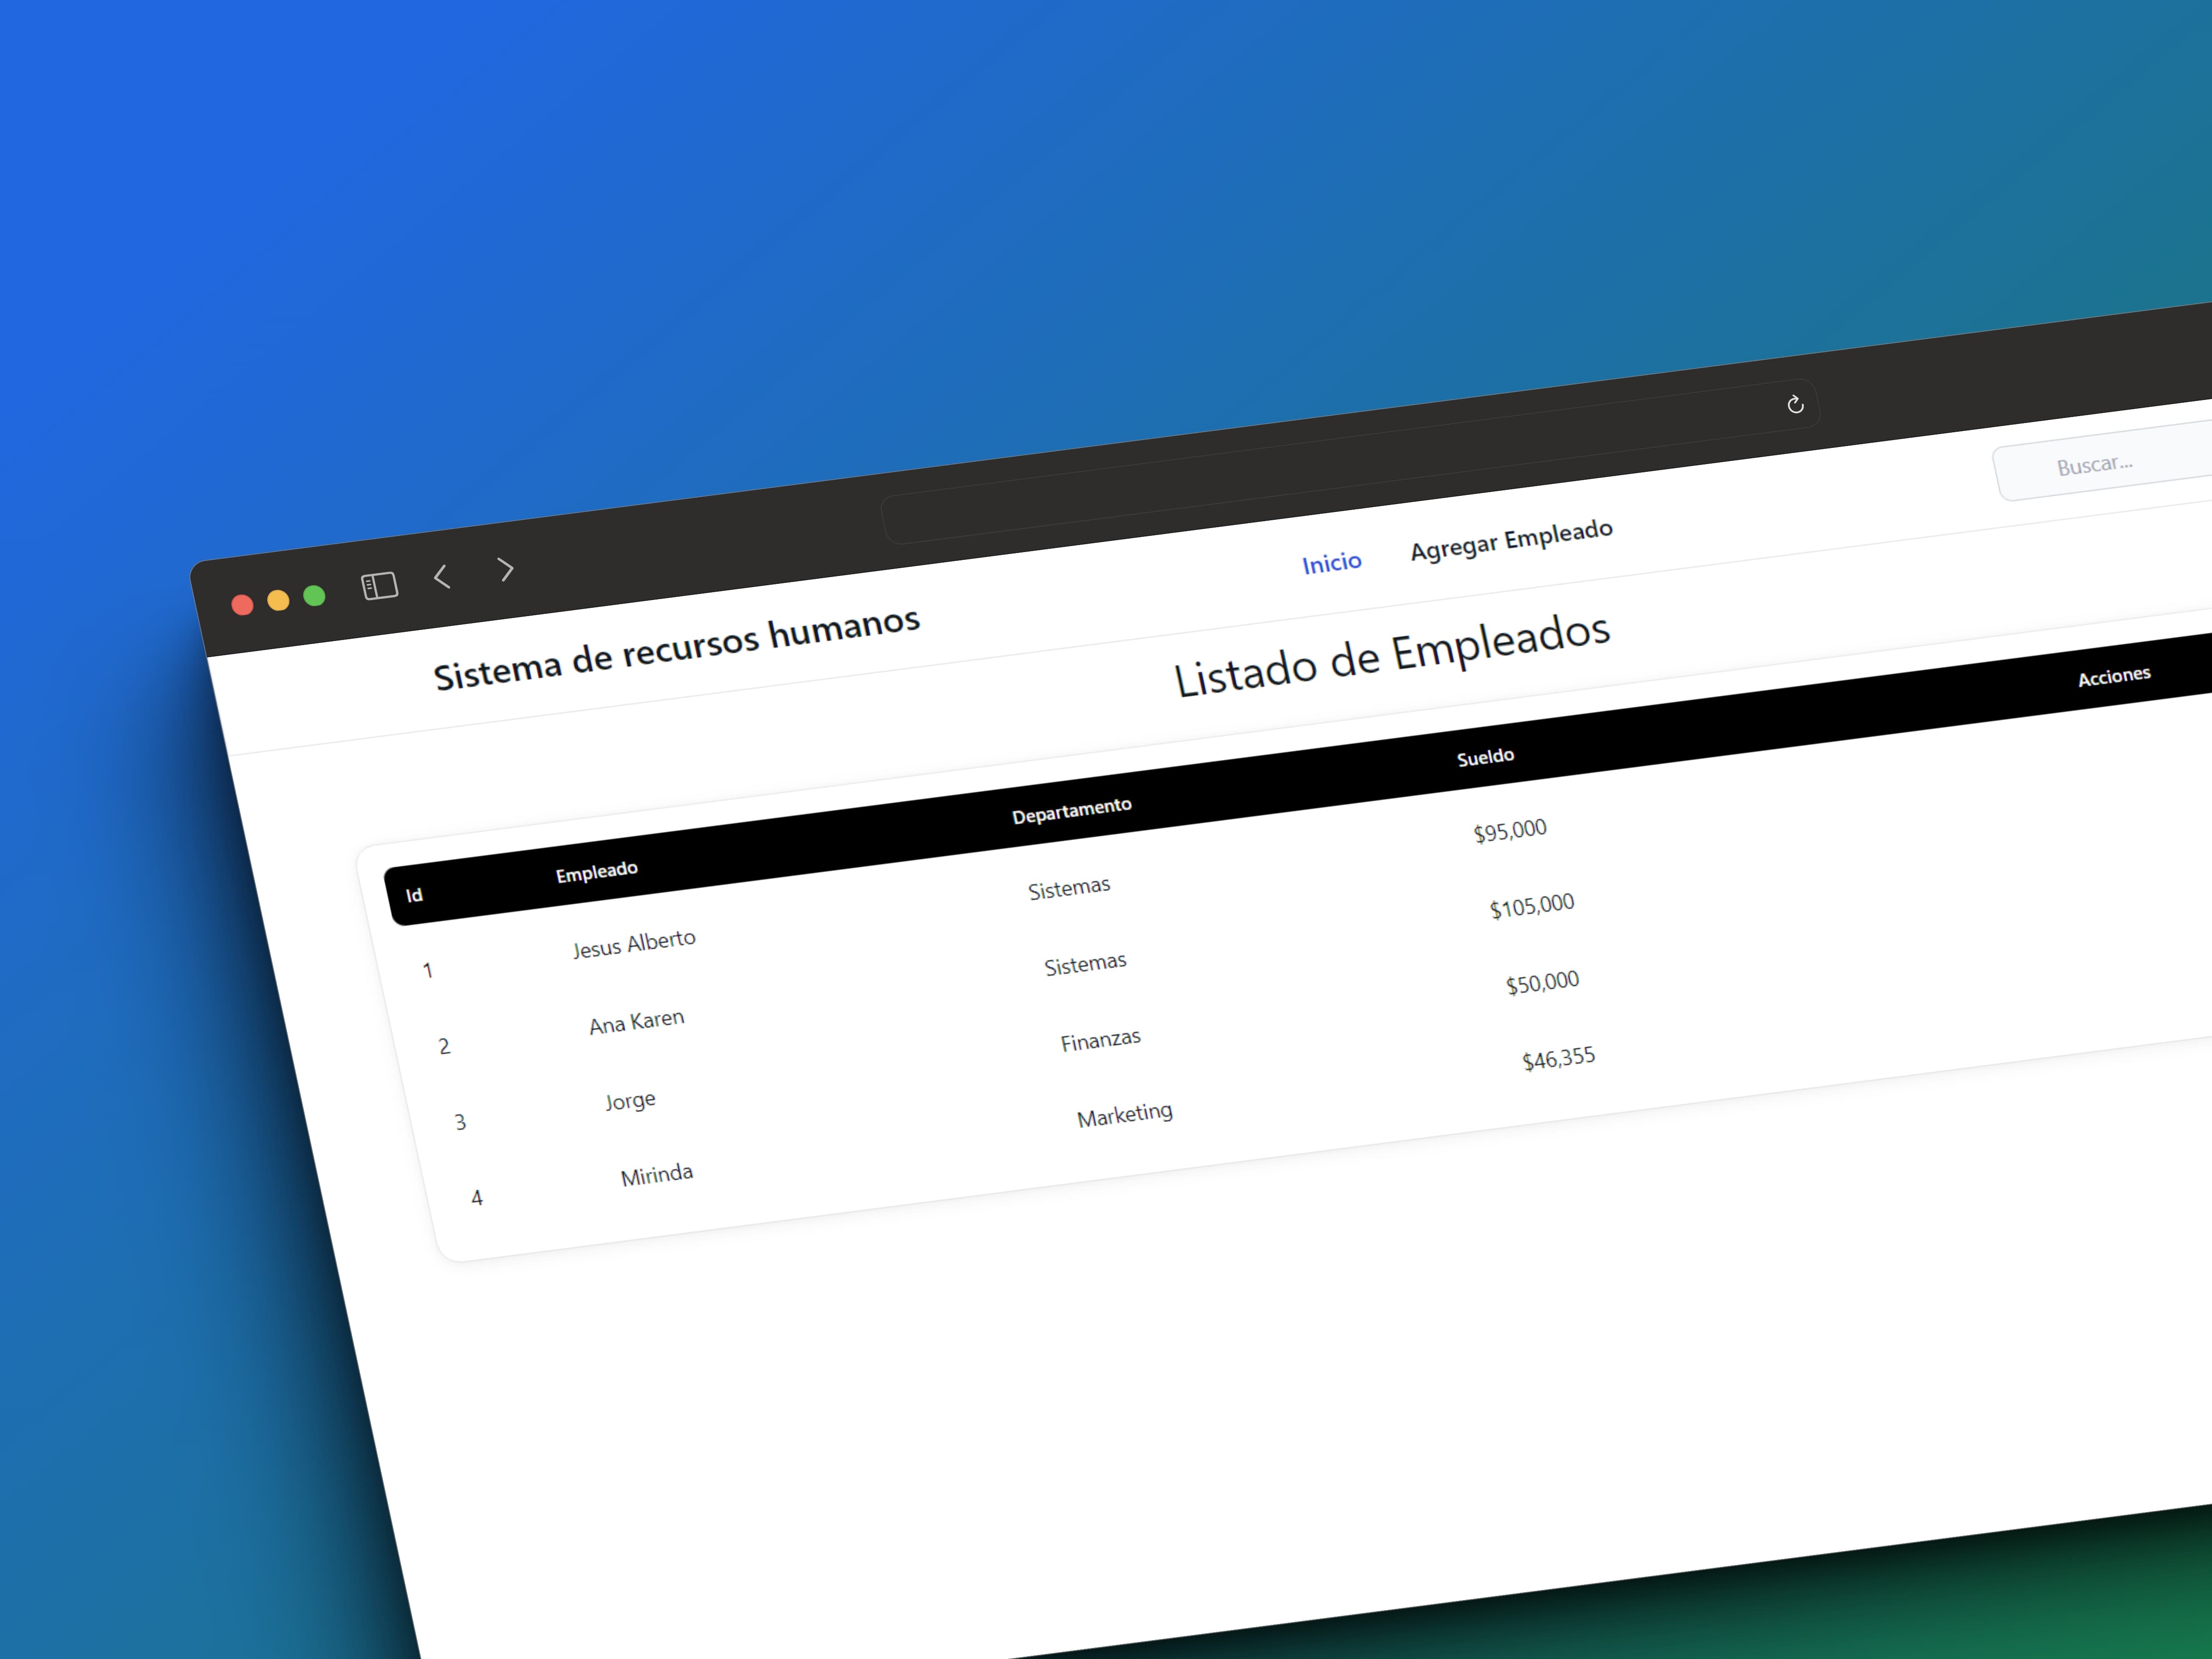 Sistema de recursos humanos
Inicio
Agregar Empleado
Buscar...
Listado de Empleados
Id Empleado Departamento Sueldo Acciones
1 Jesus Alberto Sistemas $95,000
2 Ana Karen Sistemas $105,000
3 Jorge Finanzas $50,000
4 Mirinda Marketing $46,355